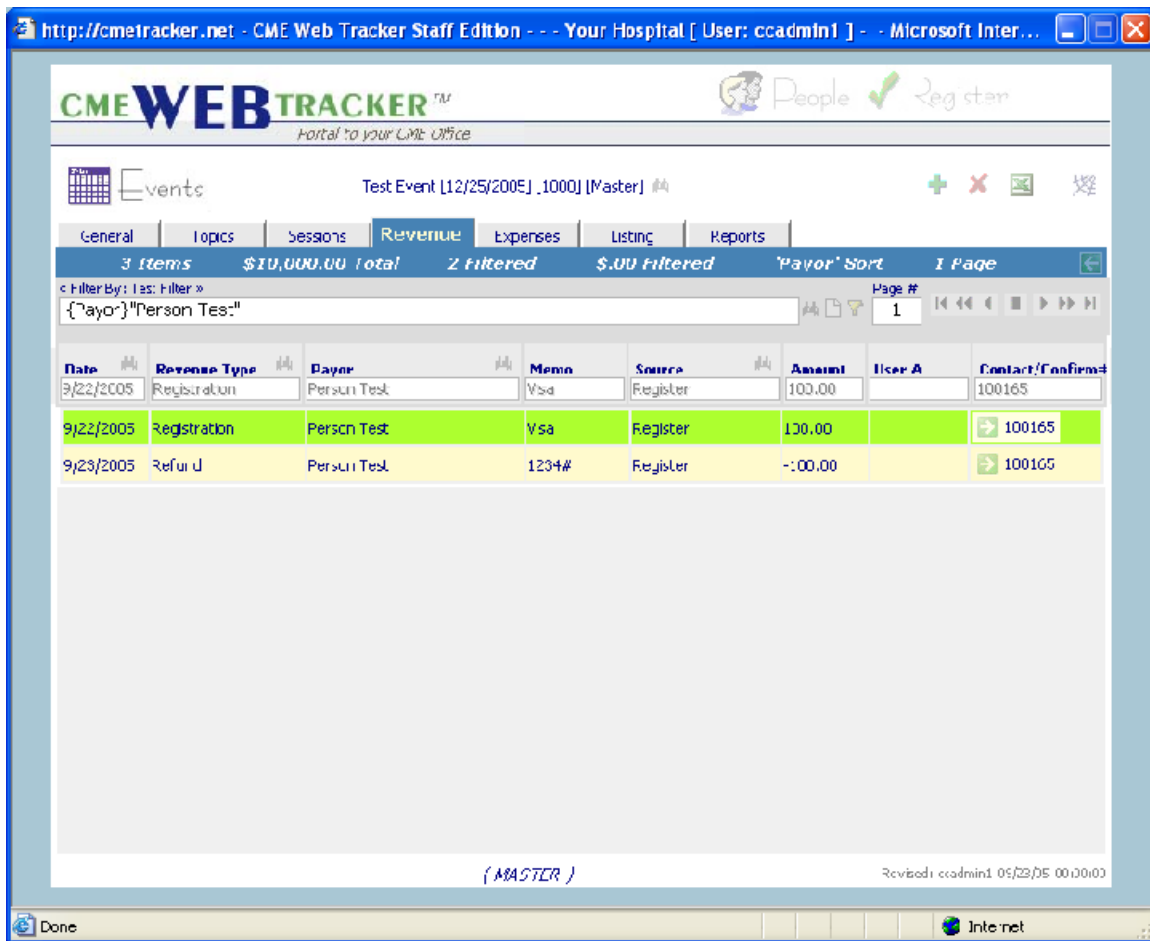 http://cmetracker.net - CME Web Tracker Staff Edition - - - Your Hospital [ User: ccadmin1 ] - - Microsoft Inter...
CME WEB TRACKER TM
Portal to your CME Office
People Register
Events
Test Event [12/25/2005] [1000] [Master]
General Topics Sessions Revenue Expenses Listing Reports
3 Items $10,000.00 Total 2 Filtered $.00 Filtered 'Payor' Sort 1 Page
< Filter By: Test Filter » Page #
{Payor}"Person Test" 1
Date Revenue Type Payor Memo Source Amount User A Contact/Confirm#
9/22/2005 Registration Person Test Visa Register 100.00 100165
9/22/2005 Registration Person Test Visa Register 100.00 100165
9/23/2005 Refund Person Test 1234# Register -100.00 100165
( MASTER )
Revised: ccadmin1 09/23/05 00:00:00
Done Internet